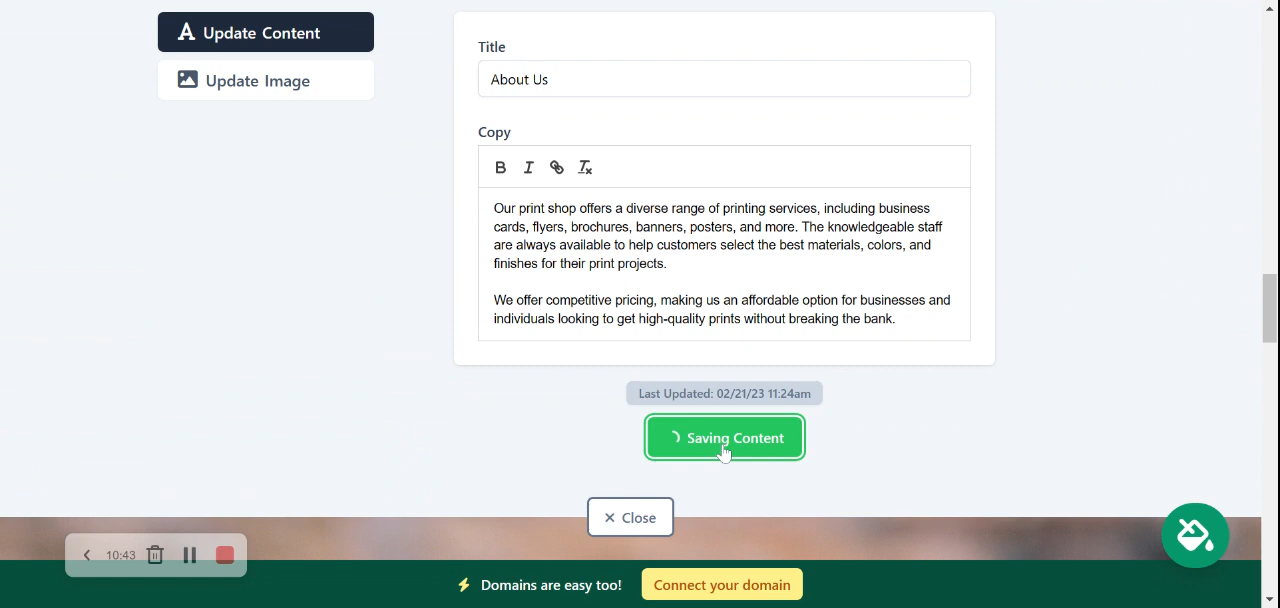 Update Content
Update Image
Title
About Us
Copy
Our print shop offers a diverse range of printing services, including business
cards, flyers, brochures, banners, posters, and more. The knowledgeable staff
are always available to help customers select the best materials, colors, and
finishes for their print projects.
We offer competitive pricing, making us an affordable option for businesses and
individuals looking to get high-quality prints without breaking the bank.
Last Updated: 02/21/23 11:24am
Saving Content
Close
10:43
Domains are easy too!
Connect your domain